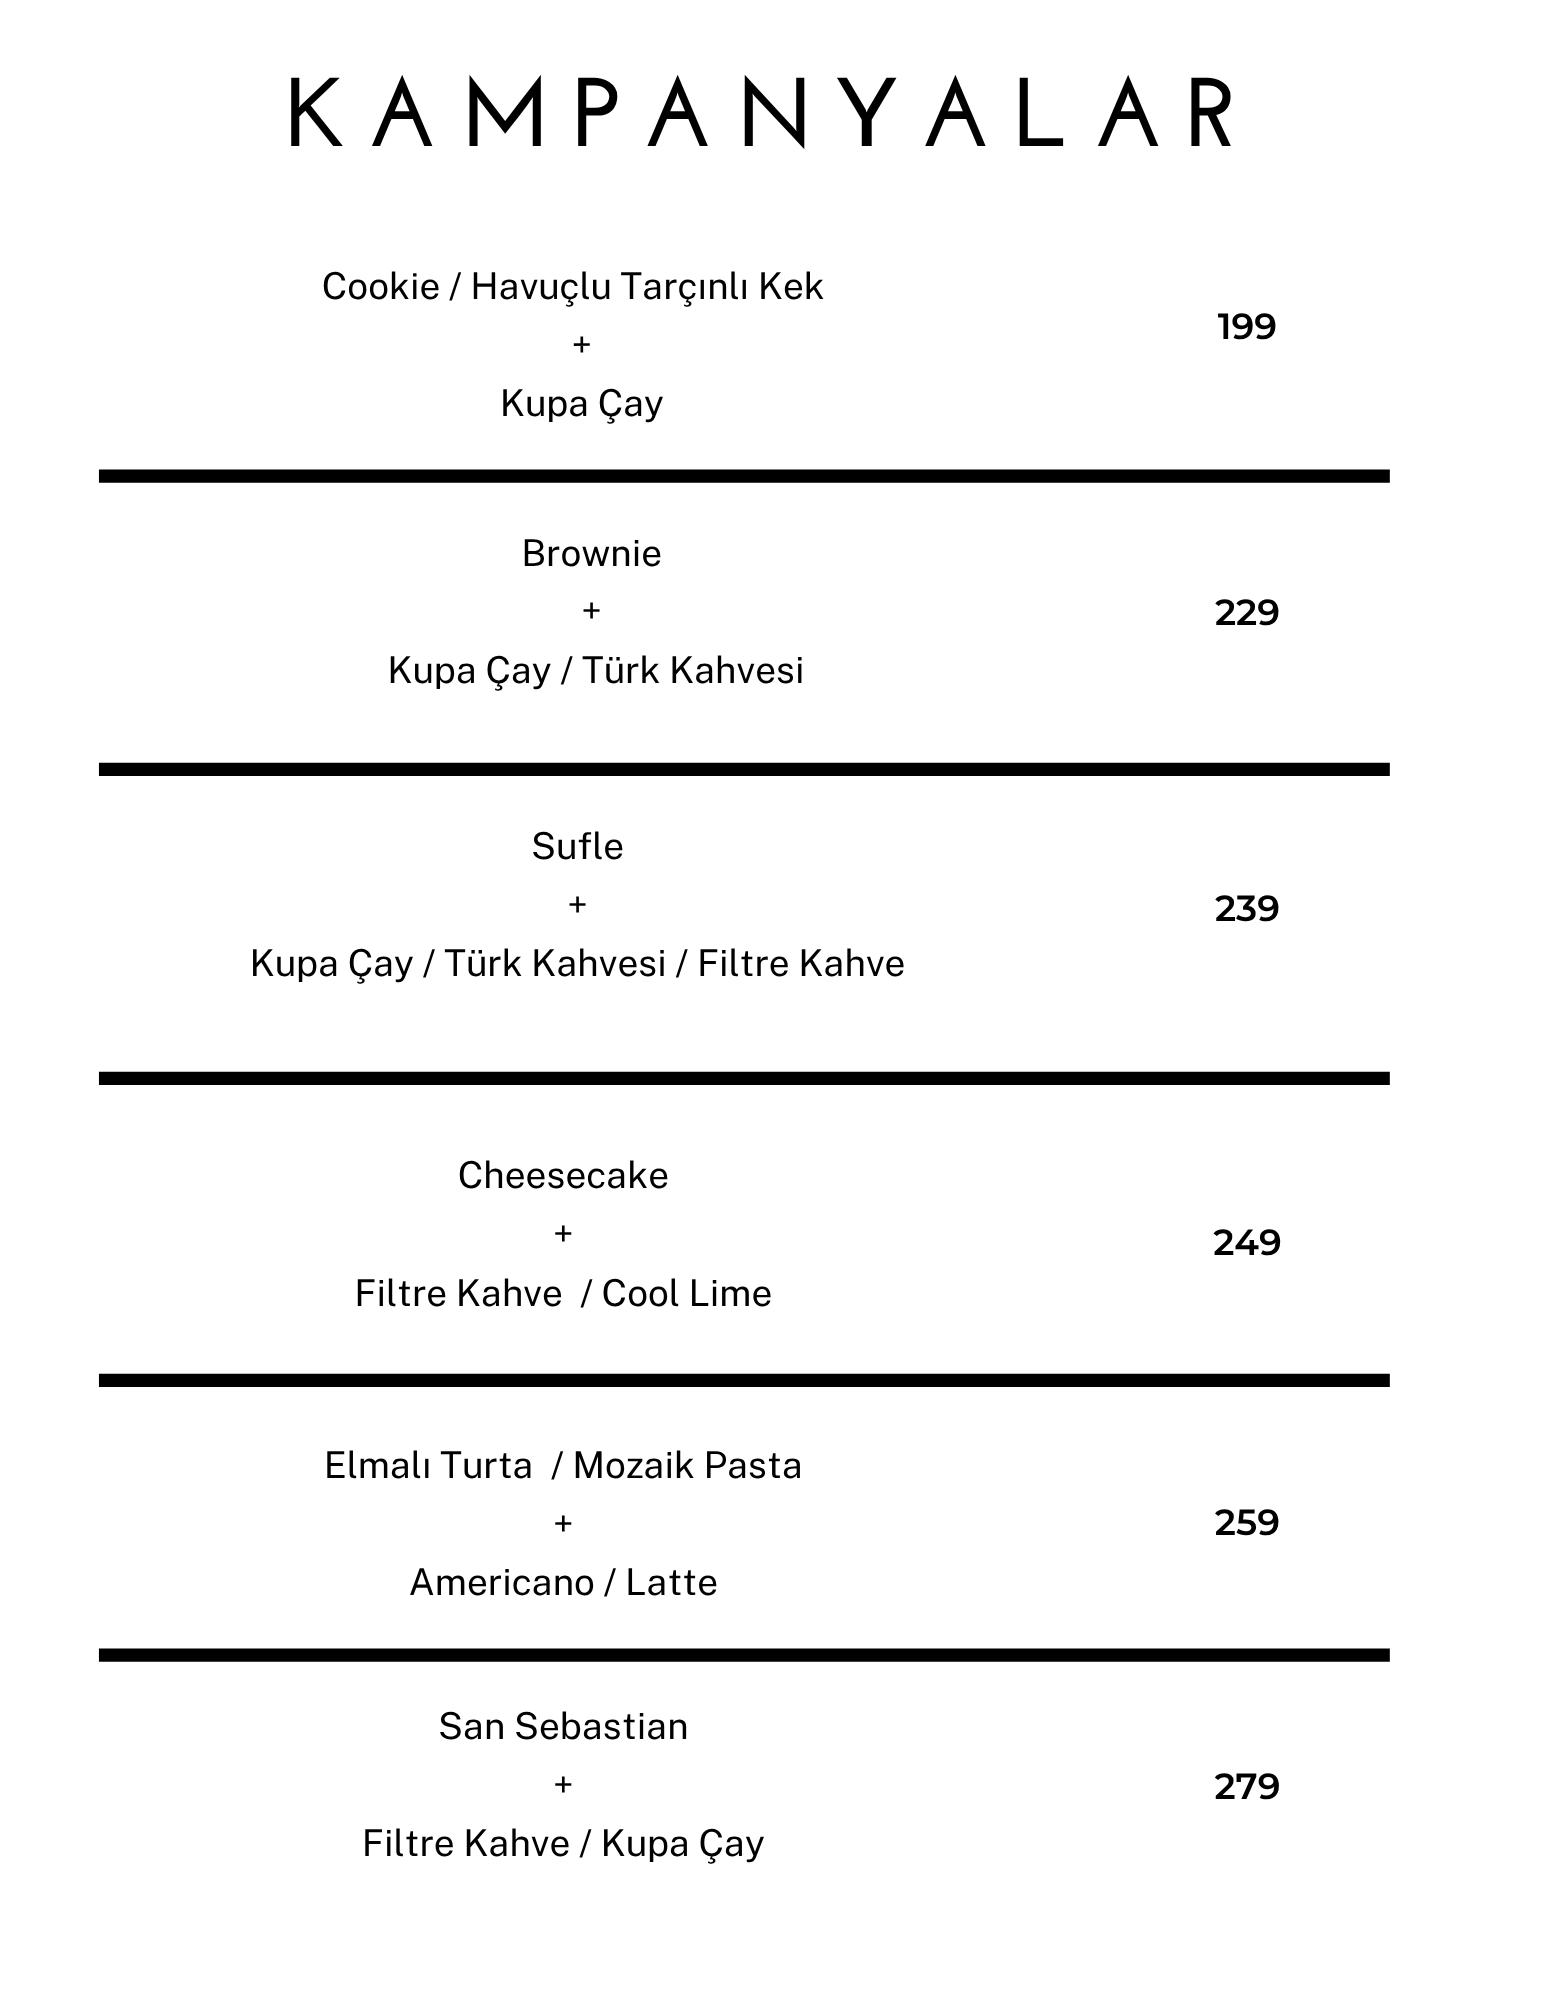 KAMPANYALAR
Cookie / Havuçlu Tarçınlı Kek
+
Kupa Çay
199
Brownie
+
Kupa Çay / Türk Kahvesi
229
Sufle
+
Kupa Çay / Türk Kahvesi / Filtre Kahve
239
Cheesecake
+
Filtre Kahve  / Cool Lime
249
Elmalı Turta  / Mozaik Pasta
+
Americano / Latte
259
San Sebastian
+
Filtre Kahve / Kupa Çay
279